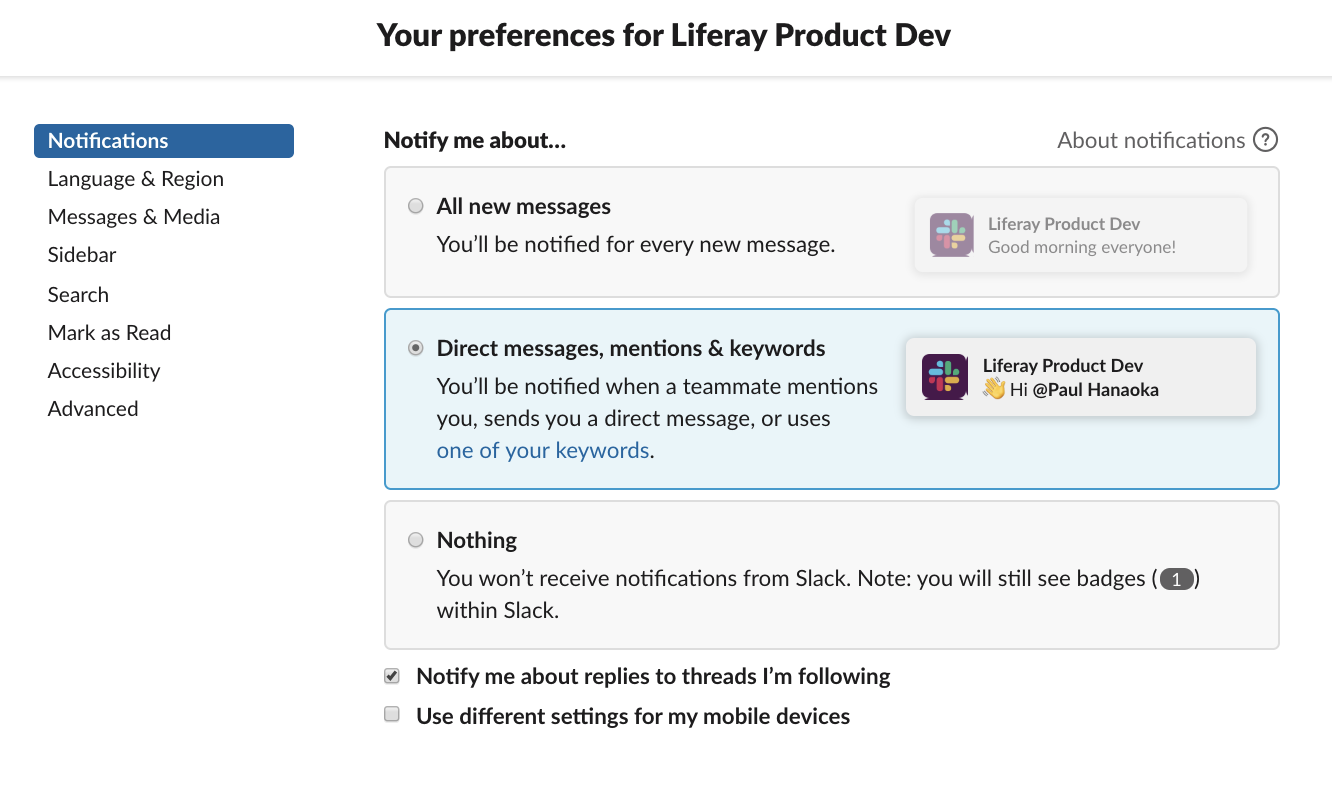 Your preferences for Liferay Product Dev
Notifications
Language & Region
Messages & Media
Sidebar
Search
Mark as Read
Accessibility
Advanced
Notify me about...
About notifications ?
All new messages
You’ll be notified for every new message.
Liferay Product Dev
Good morning everyone!
Direct messages, mentions & keywords
You’ll be notified when a teammate mentions
you, sends you a direct message, or uses
one of your keywords.
Liferay Product Dev
👋 Hi @Paul Hanaoka
Nothing
You won’t receive notifications from Slack. Note: you will still see badges (1)
within Slack.
Notify me about replies to threads I’m following
Use different settings for my mobile devices